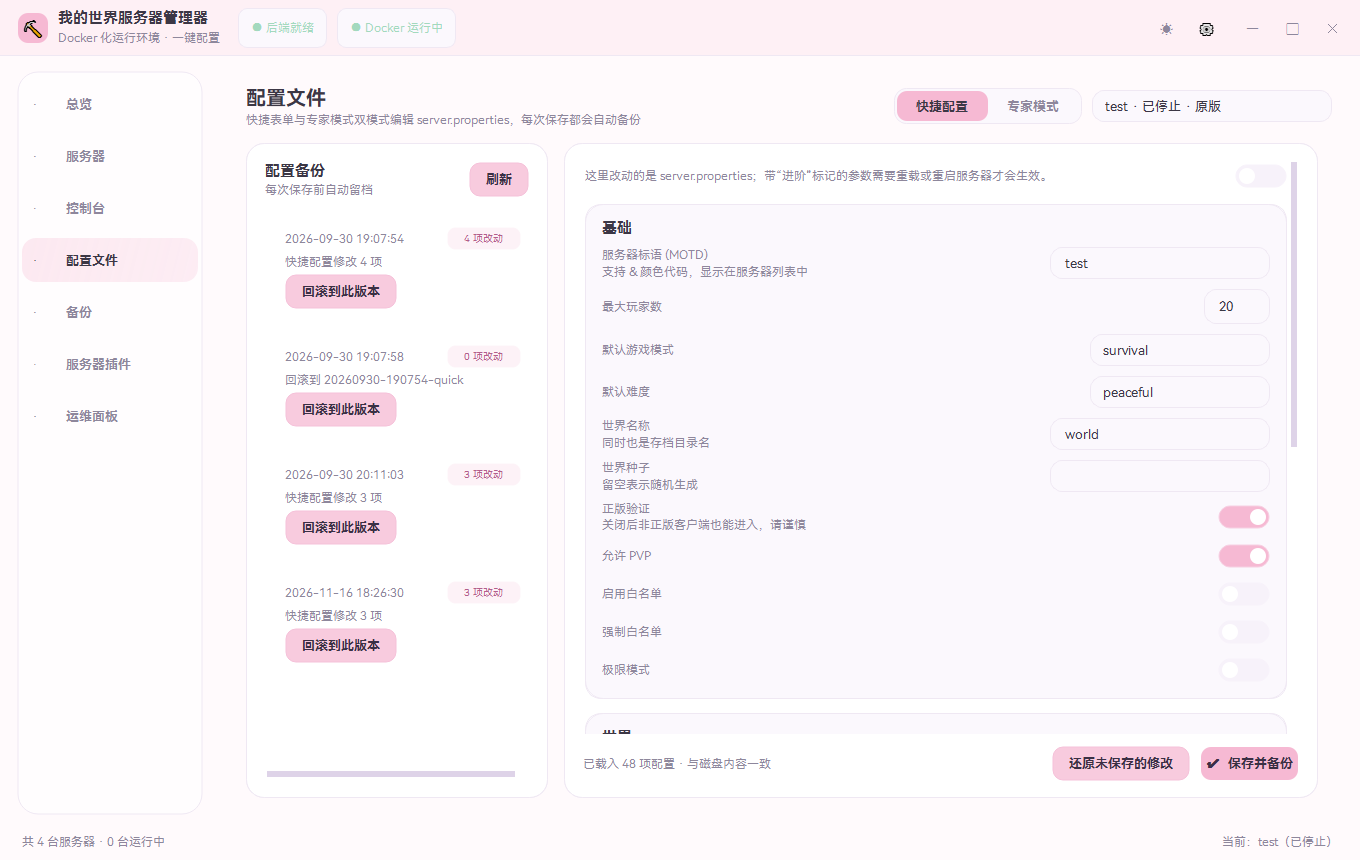 我的世界服务器管理器
Docker 化运行环境 · 一键配置
后端就绪
Docker 运行中
总览
服务器
控制台
配置文件
备份
服务器插件
运维面板
配置文件
快捷表单与专家模式双模式编辑 server.properties，每次保存都会自动备份
快捷配置
专家模式
test · 已停止 · 原版
配置备份
每次保存前自动留档
刷新
2026-09-30 19:07:54
4 项改动
快捷配置修改 4 项
回滚到此版本
2026-09-30 19:07:58
0 项改动
回滚到 20260930-190754-quick
回滚到此版本
2026-09-30 20:11:03
3 项改动
快捷配置修改 3 项
回滚到此版本
2026-11-16 18:26:30
3 项改动
快捷配置修改 3 项
回滚到此版本
这里改动的是 server.properties；带“进阶”标记的参数需要重载或重启服务器才会生效。
基础
服务器标语 (MOTD)
支持 & 颜色代码，显示在服务器列表中
test
最大玩家数
20
默认游戏模式
survival
默认难度
peaceful
世界名称
同时也是存档目录名
world
世界种子
留空表示随机生成
正版验证
关闭后非正版客户端也能进入，请谨慎
允许 PVP
启用白名单
强制白名单
极限模式
世界
已载入 48 项配置 · 与磁盘内容一致
还原未保存的修改
✔ 保存并备份
共 4 台服务器 · 0 台运行中
当前：test（已停止）